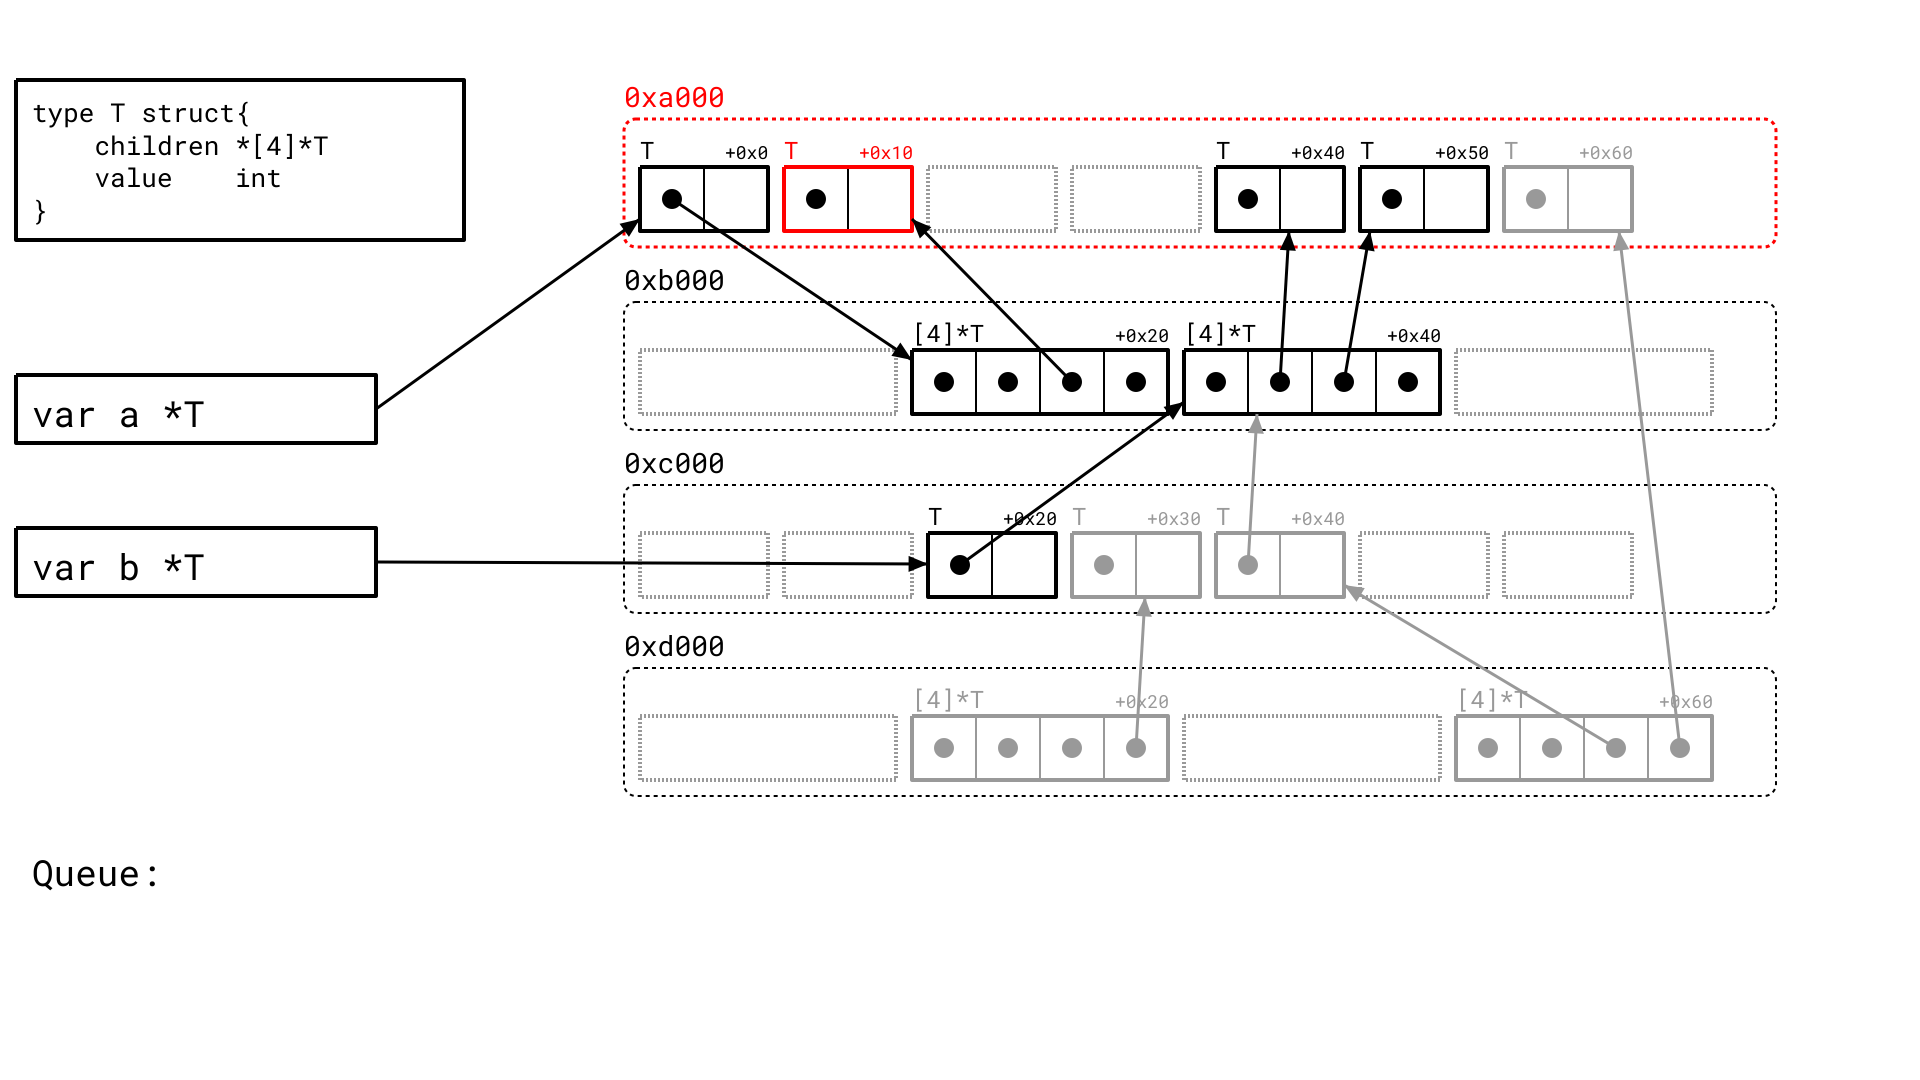 type T struct{
    children *[4]*T
    value    int
}
0xa000
T +0x0 T +0x10 T +0x40 T +0x50 T +0x60
0xb000
[4]*T +0x20 [4]*T +0x40
var a *T
0xc000
T +0x20 T +0x30 T +0x40
var b *T
0xd000
[4]*T +0x20 [4]*T +0x60
Queue: